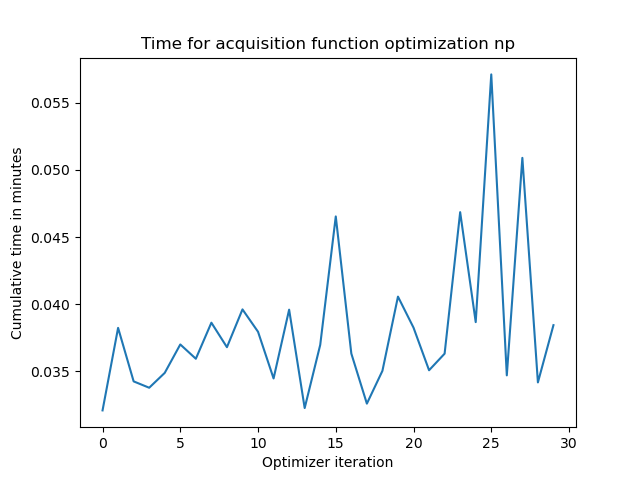 Time for acquisition function optimization np
Cumulative time in minutes
0.055
0.050
0.045
0.040
0.035
0 5 10 15 20 25 30
Optimizer iteration